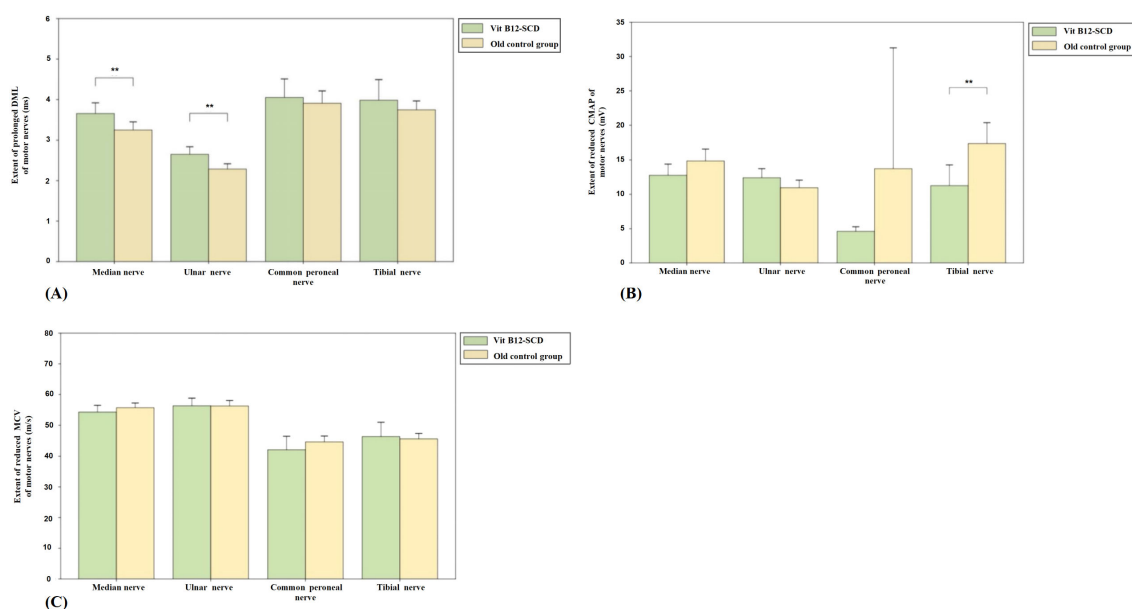 Extent of prolonged DML
of motor nerves (ms)
6
5
4
3
2
1
0
**
**
Median nerve
Ulnar nerve
Common peroneal
nerve
Tibial nerve
Vit B12-SCD
Old control group
(A)
Extent of reduced CMAP of
motor nerves (mV)
35
30
25
20
15
10
5
0
**
Median nerve
Ulnar nerve
Common peroneal
nerve
Tibial nerve
Vit B12-SCD
Old control group
(B)
Extent of reduced MCV
of motor nerves (m/s)
80
70
60
50
40
30
20
10
0
Median nerve
Ulnar nerve
Common peroneal
nerve
Tibial nerve
Vit B12-SCD
Old control group
(C)